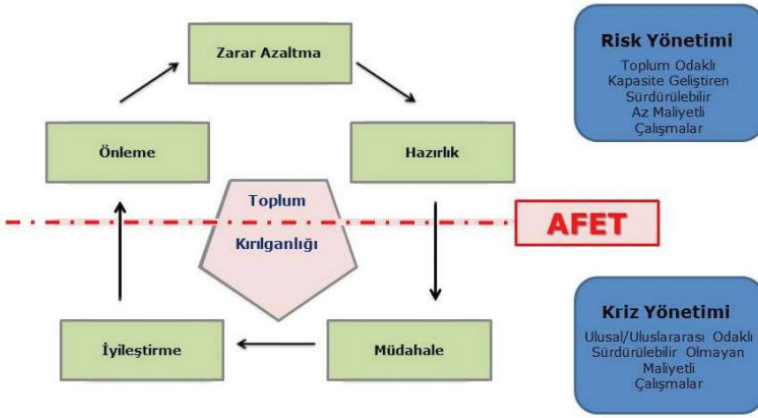 Zarar Azaltma
Risk Yönetimi
Toplum Odaklı
Kapasite Geliştiren
Sürdürülebilir
Az Maliyetli
Çalışmalar
Önleme
Hazırlık
Toplum
Kırılganlığı
AFET
İyileştirme
Müdahale
Kriz Yönetimi
Ulusal/Uluslararası Odaklı
Sürdürülebilir Olmayan
Maliyetli
Çalışmalar